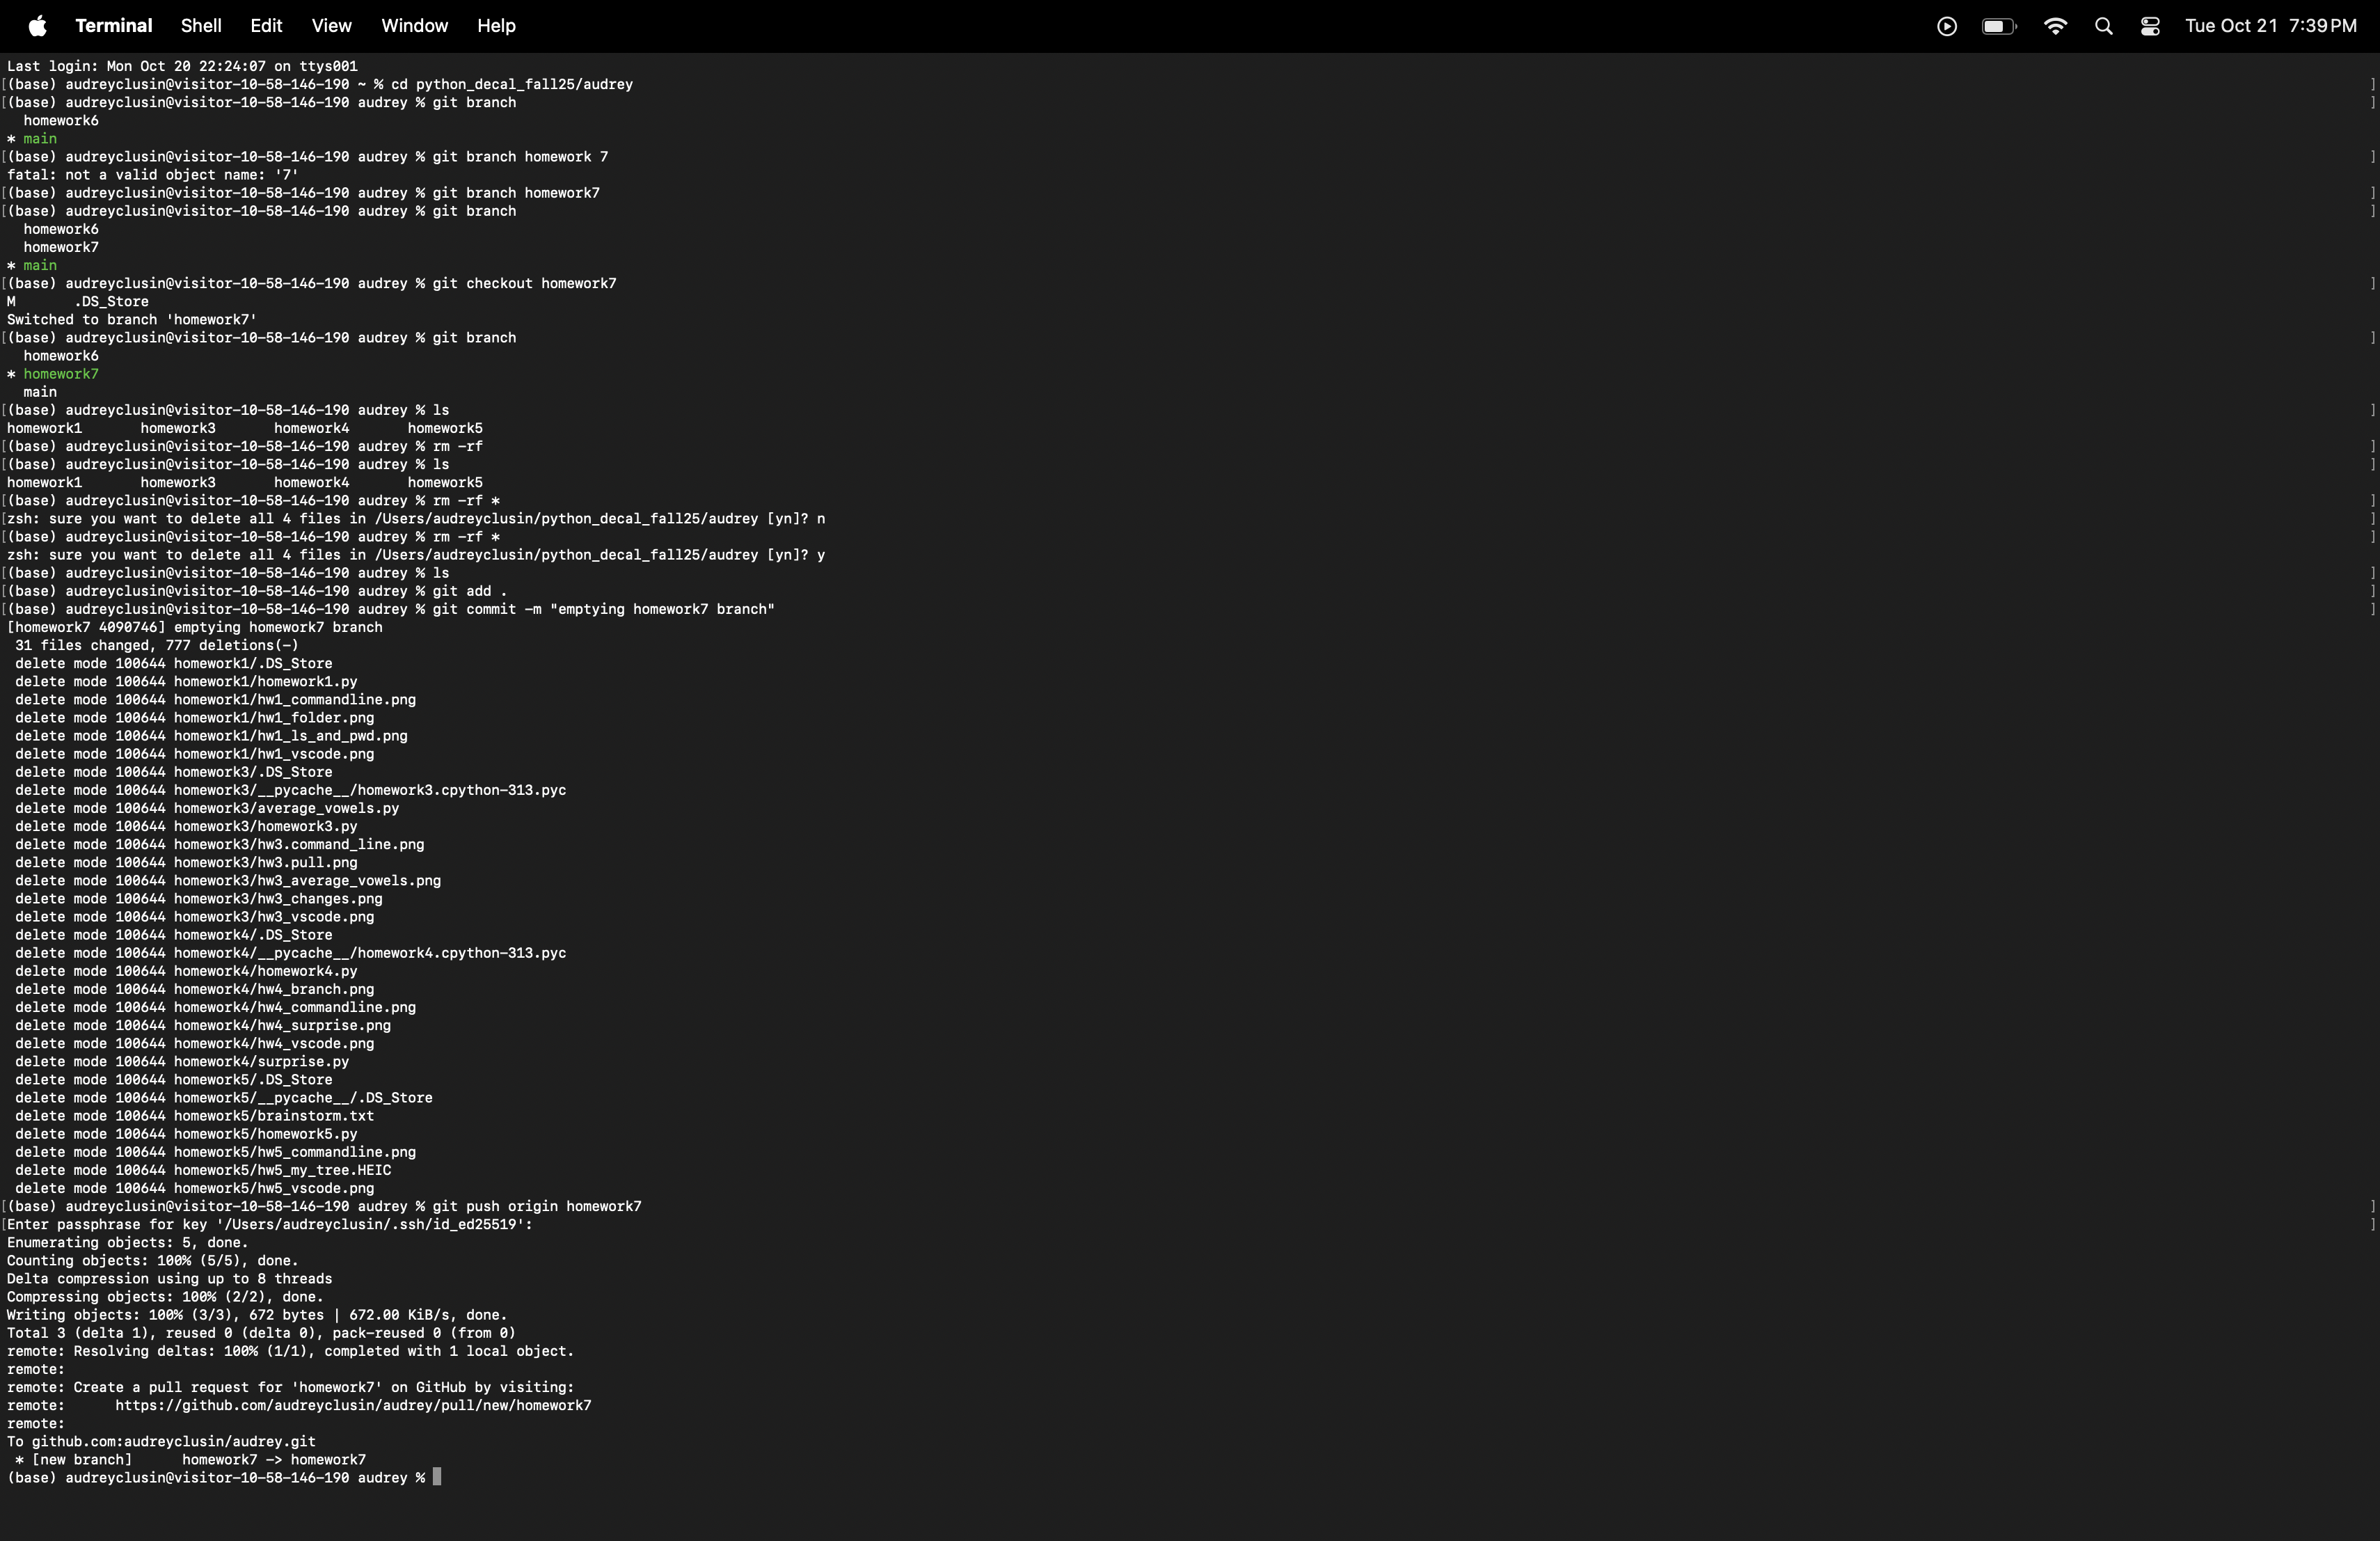 Terminal Shell Edit View Window Help Tue Oct 21 7:39 PM
Last login: Mon Oct 20 22:24:07 on ttys001
[(base) audreyclusin@visitor-10-58-146-190 ~ % cd python_decal_fall25/audrey ]
[(base) audreyclusin@visitor-10-58-146-190 audrey % git branch ]
  homework6
* main
[(base) audreyclusin@visitor-10-58-146-190 audrey % git branch homework 7 ]
fatal: not a valid object name: '7'
[(base) audreyclusin@visitor-10-58-146-190 audrey % git branch homework7 ]
[(base) audreyclusin@visitor-10-58-146-190 audrey % git branch ]
  homework6
  homework7
* main
[(base) audreyclusin@visitor-10-58-146-190 audrey % git checkout homework7 ]
M       .DS_Store
Switched to branch 'homework7'
[(base) audreyclusin@visitor-10-58-146-190 audrey % git branch ]
  homework6
* homework7
  main
[(base) audreyclusin@visitor-10-58-146-190 audrey % ls ]
homework1       homework3       homework4       homework5
[(base) audreyclusin@visitor-10-58-146-190 audrey % rm -rf ]
[(base) audreyclusin@visitor-10-58-146-190 audrey % ls ]
homework1       homework3       homework4       homework5
[(base) audreyclusin@visitor-10-58-146-190 audrey % rm -rf * ]
[zsh: sure you want to delete all 4 files in /Users/audreyclusin/python_decal_fall25/audrey [yn]? n ]
[(base) audreyclusin@visitor-10-58-146-190 audrey % rm -rf * ]
zsh: sure you want to delete all 4 files in /Users/audreyclusin/python_decal_fall25/audrey [yn]? y
[(base) audreyclusin@visitor-10-58-146-190 audrey % ls ]
[(base) audreyclusin@visitor-10-58-146-190 audrey % git add . ]
[(base) audreyclusin@visitor-10-58-146-190 audrey % git commit -m "emptying homework7 branch" ]
[homework7 4090746] emptying homework7 branch
 31 files changed, 777 deletions(-)
 delete mode 100644 homework1/.DS_Store
 delete mode 100644 homework1/homework1.py
 delete mode 100644 homework1/hw1_commandline.png
 delete mode 100644 homework1/hw1_folder.png
 delete mode 100644 homework1/hw1_ls_and_pwd.png
 delete mode 100644 homework1/hw1_vscode.png
 delete mode 100644 homework3/.DS_Store
 delete mode 100644 homework3/__pycache__/homework3.cpython-313.pyc
 delete mode 100644 homework3/average_vowels.py
 delete mode 100644 homework3/homework3.py
 delete mode 100644 homework3/hw3.command_line.png
 delete mode 100644 homework3/hw3.pull.png
 delete mode 100644 homework3/hw3_average_vowels.png
 delete mode 100644 homework3/hw3_changes.png
 delete mode 100644 homework3/hw3_vscode.png
 delete mode 100644 homework4/.DS_Store
 delete mode 100644 homework4/__pycache__/homework4.cpython-313.pyc
 delete mode 100644 homework4/homework4.py
 delete mode 100644 homework4/hw4_branch.png
 delete mode 100644 homework4/hw4_commandline.png
 delete mode 100644 homework4/hw4_surprise.png
 delete mode 100644 homework4/hw4_vscode.png
 delete mode 100644 homework4/surprise.py
 delete mode 100644 homework5/.DS_Store
 delete mode 100644 homework5/__pycache__/.DS_Store
 delete mode 100644 homework5/brainstorm.txt
 delete mode 100644 homework5/homework5.py
 delete mode 100644 homework5/hw5_commandline.png
 delete mode 100644 homework5/hw5_my_tree.HEIC
 delete mode 100644 homework5/hw5_vscode.png
[(base) audreyclusin@visitor-10-58-146-190 audrey % git push origin homework7 ]
[Enter passphrase for key '/Users/audreyclusin/.ssh/id_ed25519': ]
Enumerating objects: 5, done.
Counting objects: 100% (5/5), done.
Delta compression using up to 8 threads
Compressing objects: 100% (2/2), done.
Writing objects: 100% (3/3), 672 bytes | 672.00 KiB/s, done.
Total 3 (delta 1), reused 0 (delta 0), pack-reused 0 (from 0)
remote: Resolving deltas: 100% (1/1), completed with 1 local object.
remote:
remote: Create a pull request for 'homework7' on GitHub by visiting:
remote:      https://github.com/audreyclusin/audrey/pull/new/homework7
remote:
To github.com:audreyclusin/audrey.git
 * [new branch]      homework7 -> homework7
(base) audreyclusin@visitor-10-58-146-190 audrey %